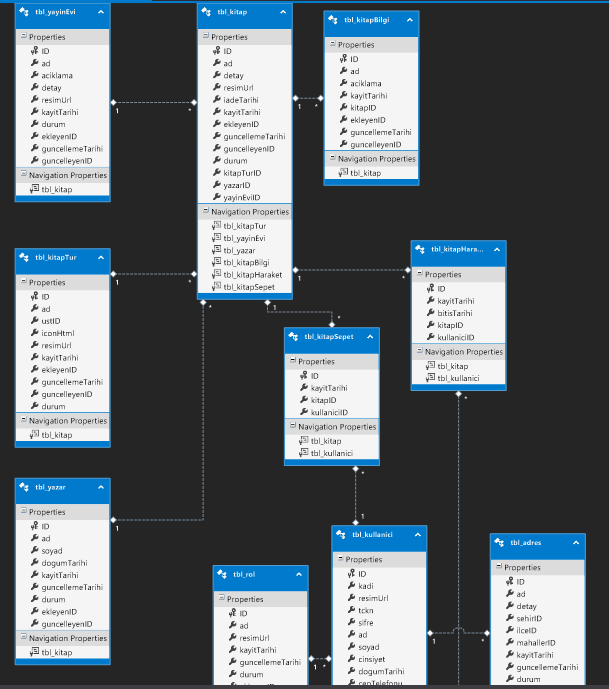 tbl_yayinEvi
Properties
ID
ad
aciklama
detay
resimUrl
kayitTarihi
durum
ekleyenID
guncellemeTarihi
guncelleyenID
Navigation Properties
tbl_kitap
1
*
tbl_kitap
Properties
ID
ad
detay
resimUrl
iadeTarihi
kayitTarihi
ekleyenID
guncellemeTarihi
guncelleyenID
durum
kitapTurID
yazarID
yayinEviID
Navigation Properties
tbl_kitapTur
tbl_yayinEvi
tbl_yazar
tbl_kitapBilgi
tbl_kitapHaraket
tbl_kitapSepet
1
*
tbl_kitapBilgi
Properties
ID
ad
aciklama
kayitTarihi
kitapID
ekleyenID
guncellemeTarihi
guncelleyenID
Navigation Properties
tbl_kitap
tbl_kitapTur
Properties
ID
ad
ustID
iconHtml
resimUrl
kayitTarihi
ekleyenID
guncellemeTarihi
guncelleyenID
durum
Navigation Properties
tbl_kitap
1
*
1
*
tbl_kitapHara...
Properties
ID
kayitTarihi
bitisTarihi
kitapID
kullaniciID
Navigation Properties
tbl_kitap
tbl_kullanici
*
*
1
*
tbl_kitapSepet
Properties
ID
kayitTarihi
kitapID
kullaniciID
Navigation Properties
tbl_kitap
tbl_kullanici
*
1
tbl_yazar
Properties
ID
ad
soyad
dogumTarihi
kayitTarihi
guncellemeTarihi
durum
ekleyenID
guncelleyenID
Navigation Properties
tbl_kitap
1
tbl_rol
Properties
ID
ad
resimUrl
kayitTarihi
guncellemeTarihi
durum
1
*
tbl_kullanici
Properties
ID
kadi
resimUrl
tckn
sifre
ad
soyad
cinsiyet
dogumTarihi
cepTelefonu
1
*
tbl_adres
Properties
ID
ad
detay
sehirID
ilceID
mahallerID
kayitTarihi
guncellemeTarihi
durum